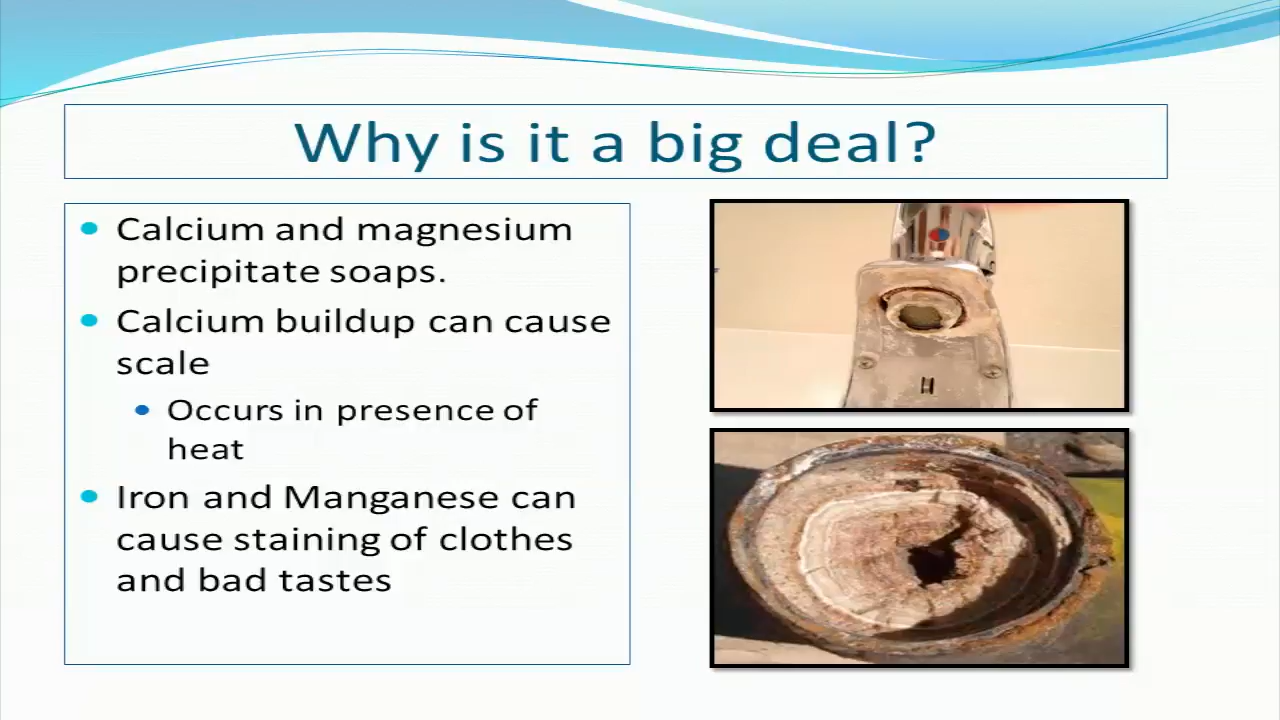 Why is it a big deal?
Calcium and magnesium
precipitate soaps.
Calcium buildup can cause
scale
Occurs in presence of
heat
Iron and Manganese can
cause staining of clothes
and bad tastes